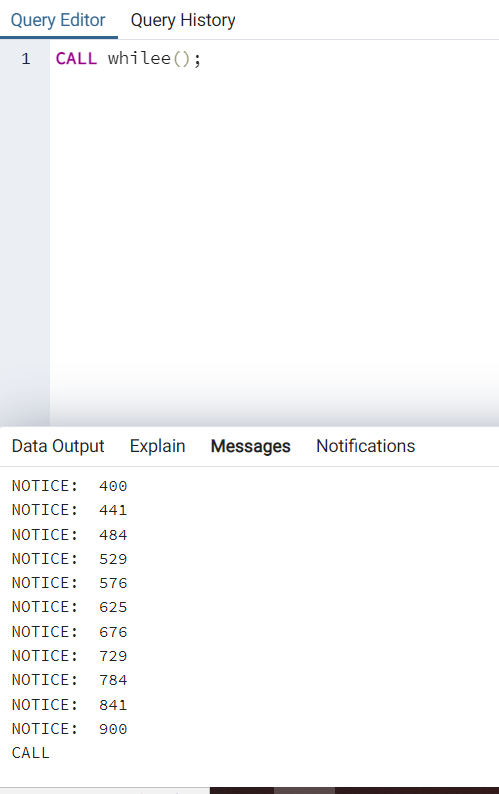 Query Editor Query History
1 CALL whilee();
Data Output Explain Messages Notifications
NOTICE: 400
NOTICE: 441
NOTICE: 484
NOTICE: 529
NOTICE: 576
NOTICE: 625
NOTICE: 676
NOTICE: 729
NOTICE: 784
NOTICE: 841
NOTICE: 900
CALL